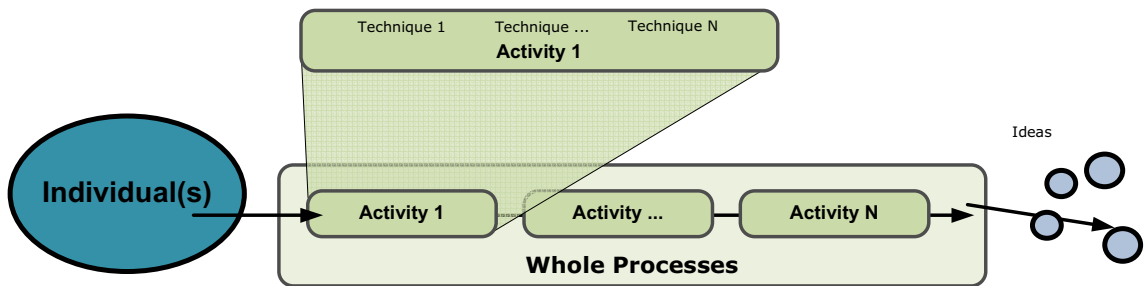 Technique 1 Technique ... Technique N
Activity 1
Ideas
Individual(s)
Activity 1 Activity ... Activity N
Whole Processes